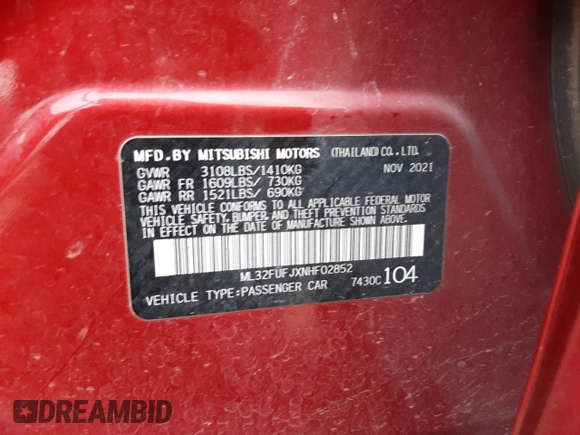 MFD.BY MITSUBISHI MOTORS (THAILAND) CO.,LTD.
GVWR 3108LBS/1410KG NOV 2021
GAWR FR 1609LBS/ 730KG
GAWR RR 1521LBS/ 690KG
THIS VEHICLE CONFORMS TO ALL APPLICABLE FEDERAL MOTOR
VEHICLE SAFETY, BUMPER, AND THEFT PREVENTION STANDARDS
IN EFFECT ON THE DATE OF MANUFACTURE SHOWN ABOVE.
ML32FUFJXNHF02852
VEHICLE TYPE:PASSENGER CAR 7430C 104
DREAMBID